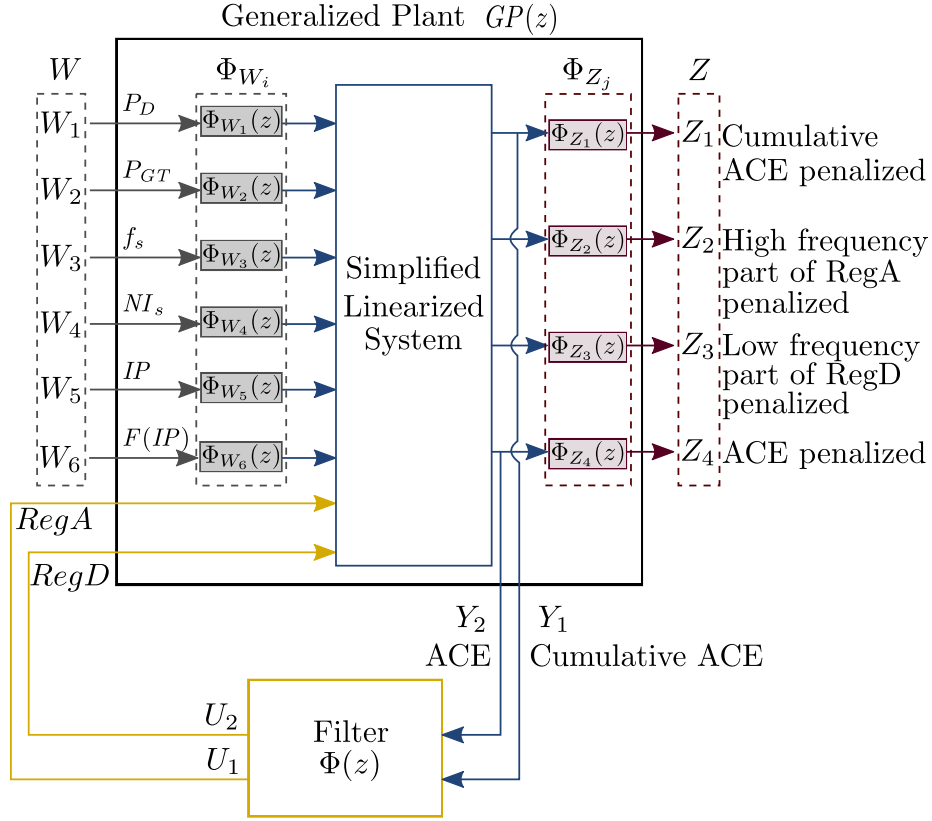 Generalized Plant GP(z)
W
Φ_{W_i}
Φ_{Z_j}
Z
W_1
P_D
Φ_{W_1}(z)
Φ_{Z_1}(z)
Z_1
Cumulative
ACE penalized
W_2
P_{GT}
Φ_{W_2}(z)
Φ_{Z_2}(z)
Z_2
High frequency
part of RegA
penalized
W_3
f_s
Φ_{W_3}(z)
Simplified
Linearized
System
W_4
NI_s
Φ_{W_4}(z)
Φ_{Z_3}(z)
Z_3
Low frequency
part of RegD
penalized
W_5
IP
Φ_{W_5}(z)
W_6
F(IP)
Φ_{W_6}(z)
Φ_{Z_4}(z)
Z_4
ACE penalized
RegA
RegD
Y_2
ACE
Y_1
Cumulative ACE
U_2
U_1
Filter
Φ(z)